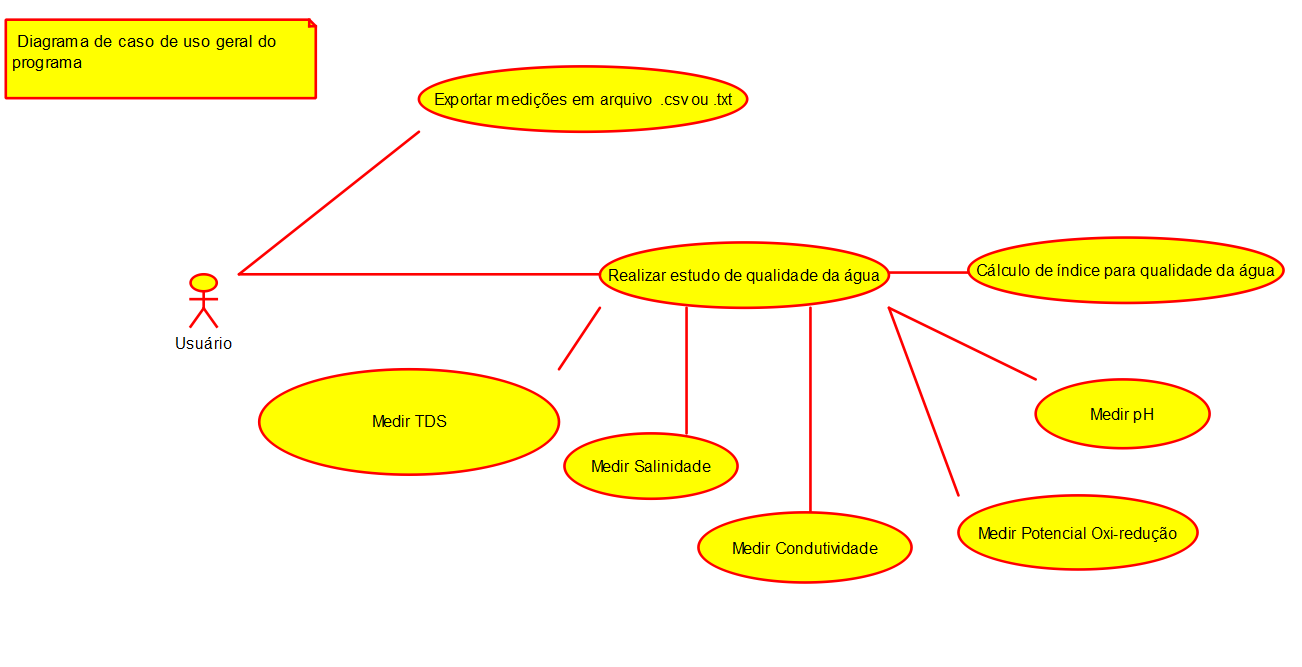 Diagrama de caso de uso geral do
programa
Exportar medições em arquivo .csv ou .txt
Realizar estudo de qualidade da água
Cálculo de índice para qualidade da água
Usuário
Medir TDS
Medir pH
Medir Salinidade
Medir Potencial Oxi-redução
Medir Condutividade